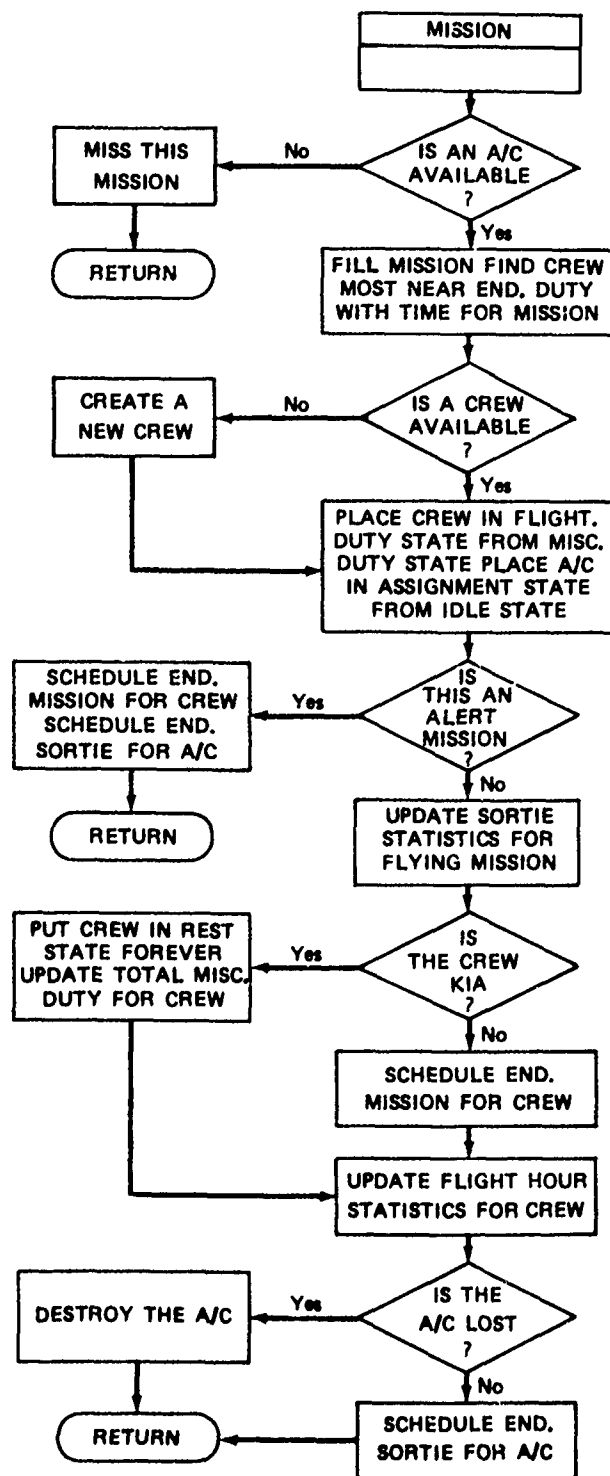 MISSION
IS AN A/C
AVAILABLE
?
No
MISS THIS
MISSION
RETURN
Yes
FILL MISSION FIND CREW
MOST NEAR END. DUTY
WITH TIME FOR MISSION
IS A CREW
AVAILABLE
?
No
CREATE A
NEW CREW
Yes
PLACE CREW IN FLIGHT.
DUTY STATE FROM MISC.
DUTY STATE PLACE A/C
IN ASSIGNMENT STATE
FROM IDLE STATE
IS
THIS AN
ALERT
MISSION
?
Yes
SCHEDULE END.
MISSION FOR CREW
SCHEDULE END.
SORTIE FOR A/C
RETURN
No
UPDATE SORTIE
STATISTICS FOR
FLYING MISSION
IS
THE CREW
KIA
?
Yes
PUT CREW IN REST
STATE FOREVER
UPDATE TOTAL MISC.
DUTY FOR CREW
No
SCHEDULE END.
MISSION FOR CREW
UPDATE FLIGHT HOUR
STATISTICS FOR CREW
IS THE
A/C LOST
?
Yes
DESTROY THE A/C
No
SCHEDULE END.
SORTIE FOR A/C
RETURN